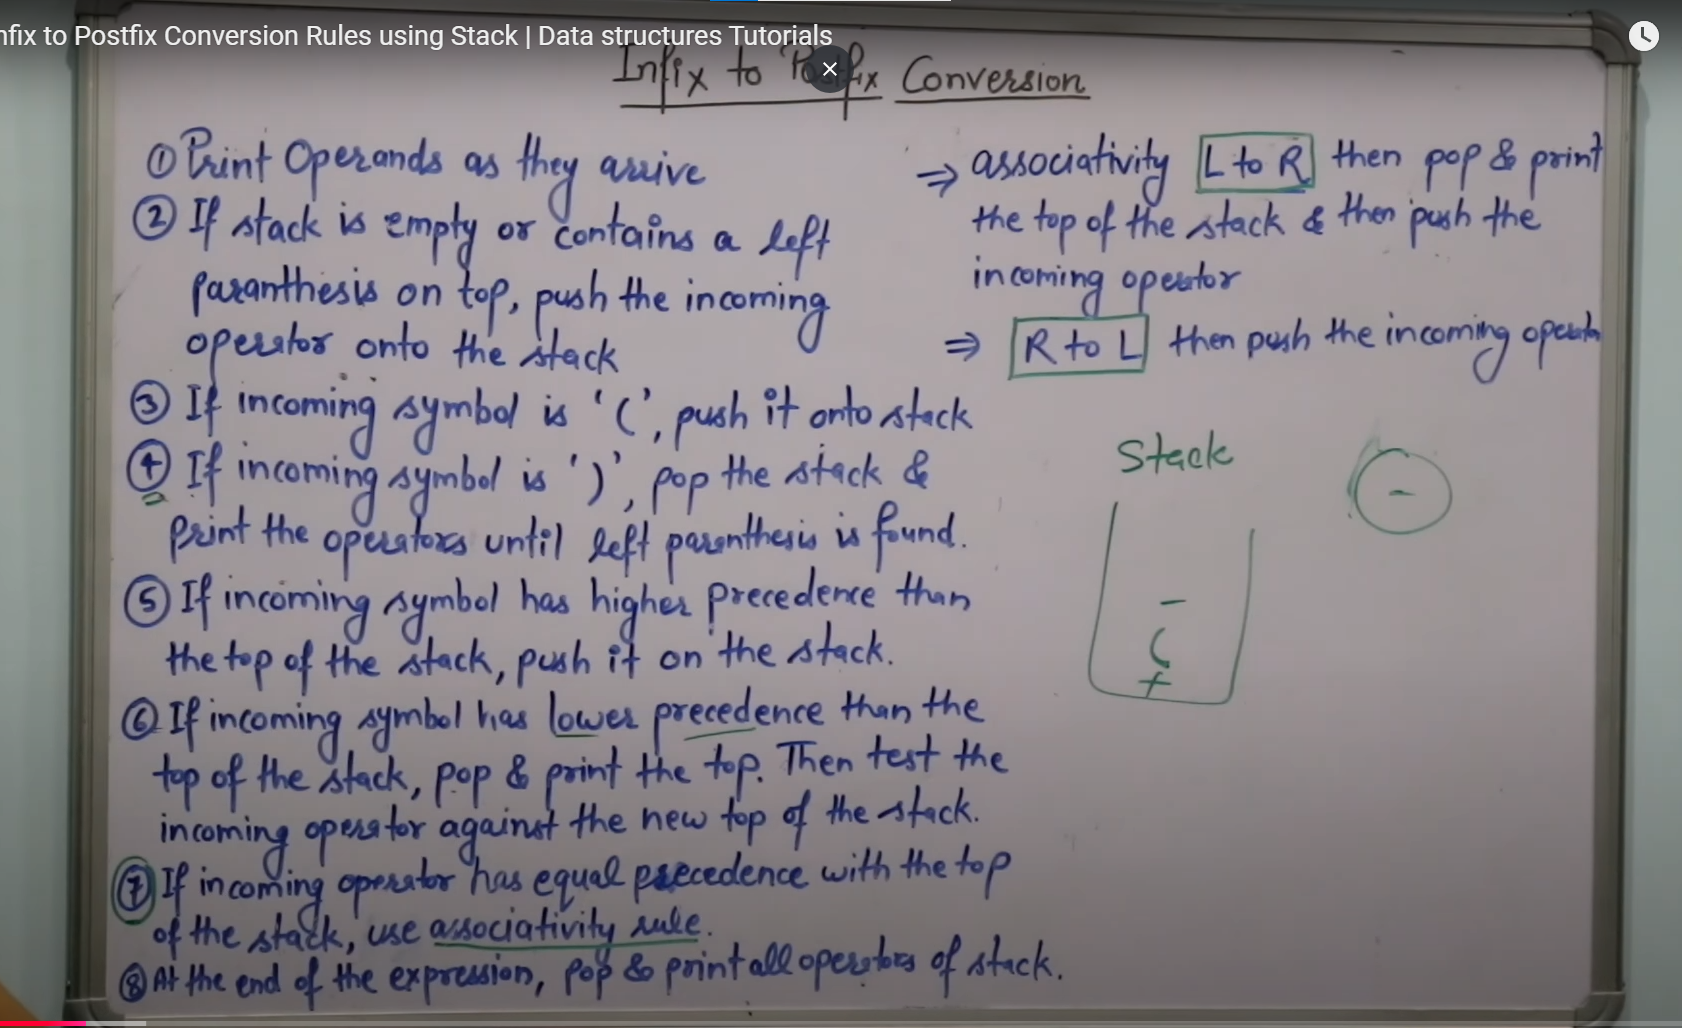 nfix to Postfix Conversion Rules using Stack | Data structures Tutorials
Infix to Postfix Conversion
① Print Operands as they arrive
② If stack is empty or contains a left
paranthesis on top, push the incoming
operator onto the stack
③ If incoming symbol is '(', push it onto stack
④ If incoming symbol is ')', pop the stack &
print the operators until left paranthesis is found.
⑤ If incoming symbol has higher precedence than
the top of the stack, push it on the stack.
⑥ If incoming symbol has lower precedence than the
top of the stack, pop & print the top. Then test the
incoming operator against the new top of the stack.
⑦ If incoming operator has equal precedence with the top
of the stack, use associativity rule.
⑧ At the end of the expression, pop & print all operators of stack.
⇒ associativity L to R then pop & print
the top of the stack & then push the
incoming operator
⇒ R to L then push the incoming operator
Stack
-
-
(
+